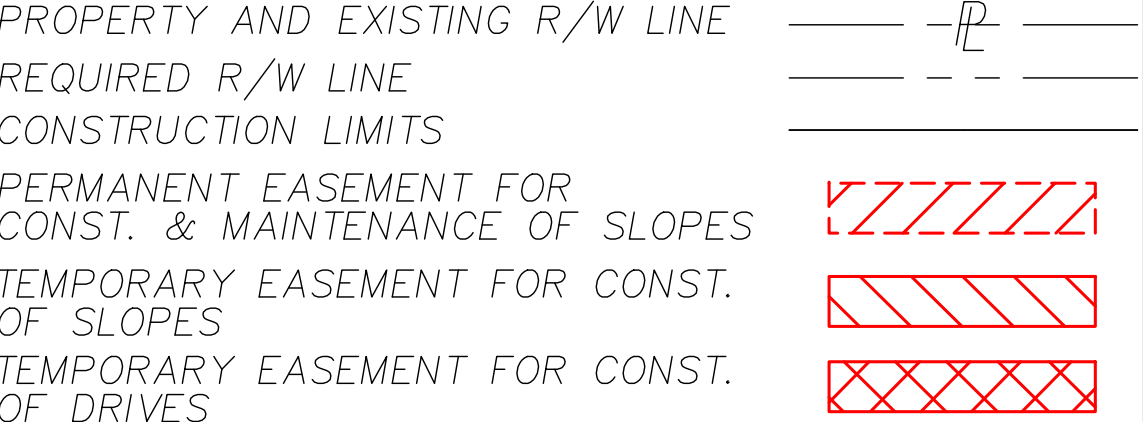 PROPERTY AND EXISTING R/W LINE PL
REQUIRED R/W LINE
CONSTRUCTION LIMITS
PERMANENT EASEMENT FOR
CONST. & MAINTENANCE OF SLOPES
TEMPORARY EASEMENT FOR CONST.
OF SLOPES
TEMPORARY EASEMENT FOR CONST.
OF DRIVES